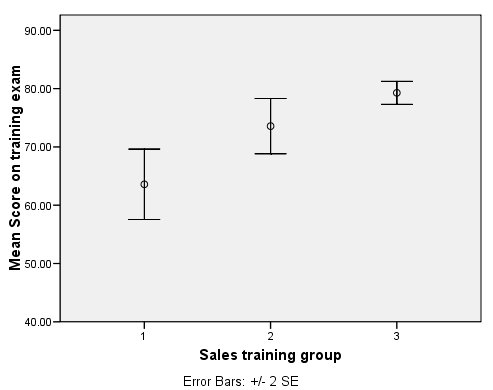 90.00
80.00
70.00
60.00
50.00
40.00
Mean Score on training exam
1 2 3
Sales training group
Error Bars: +/- 2 SE